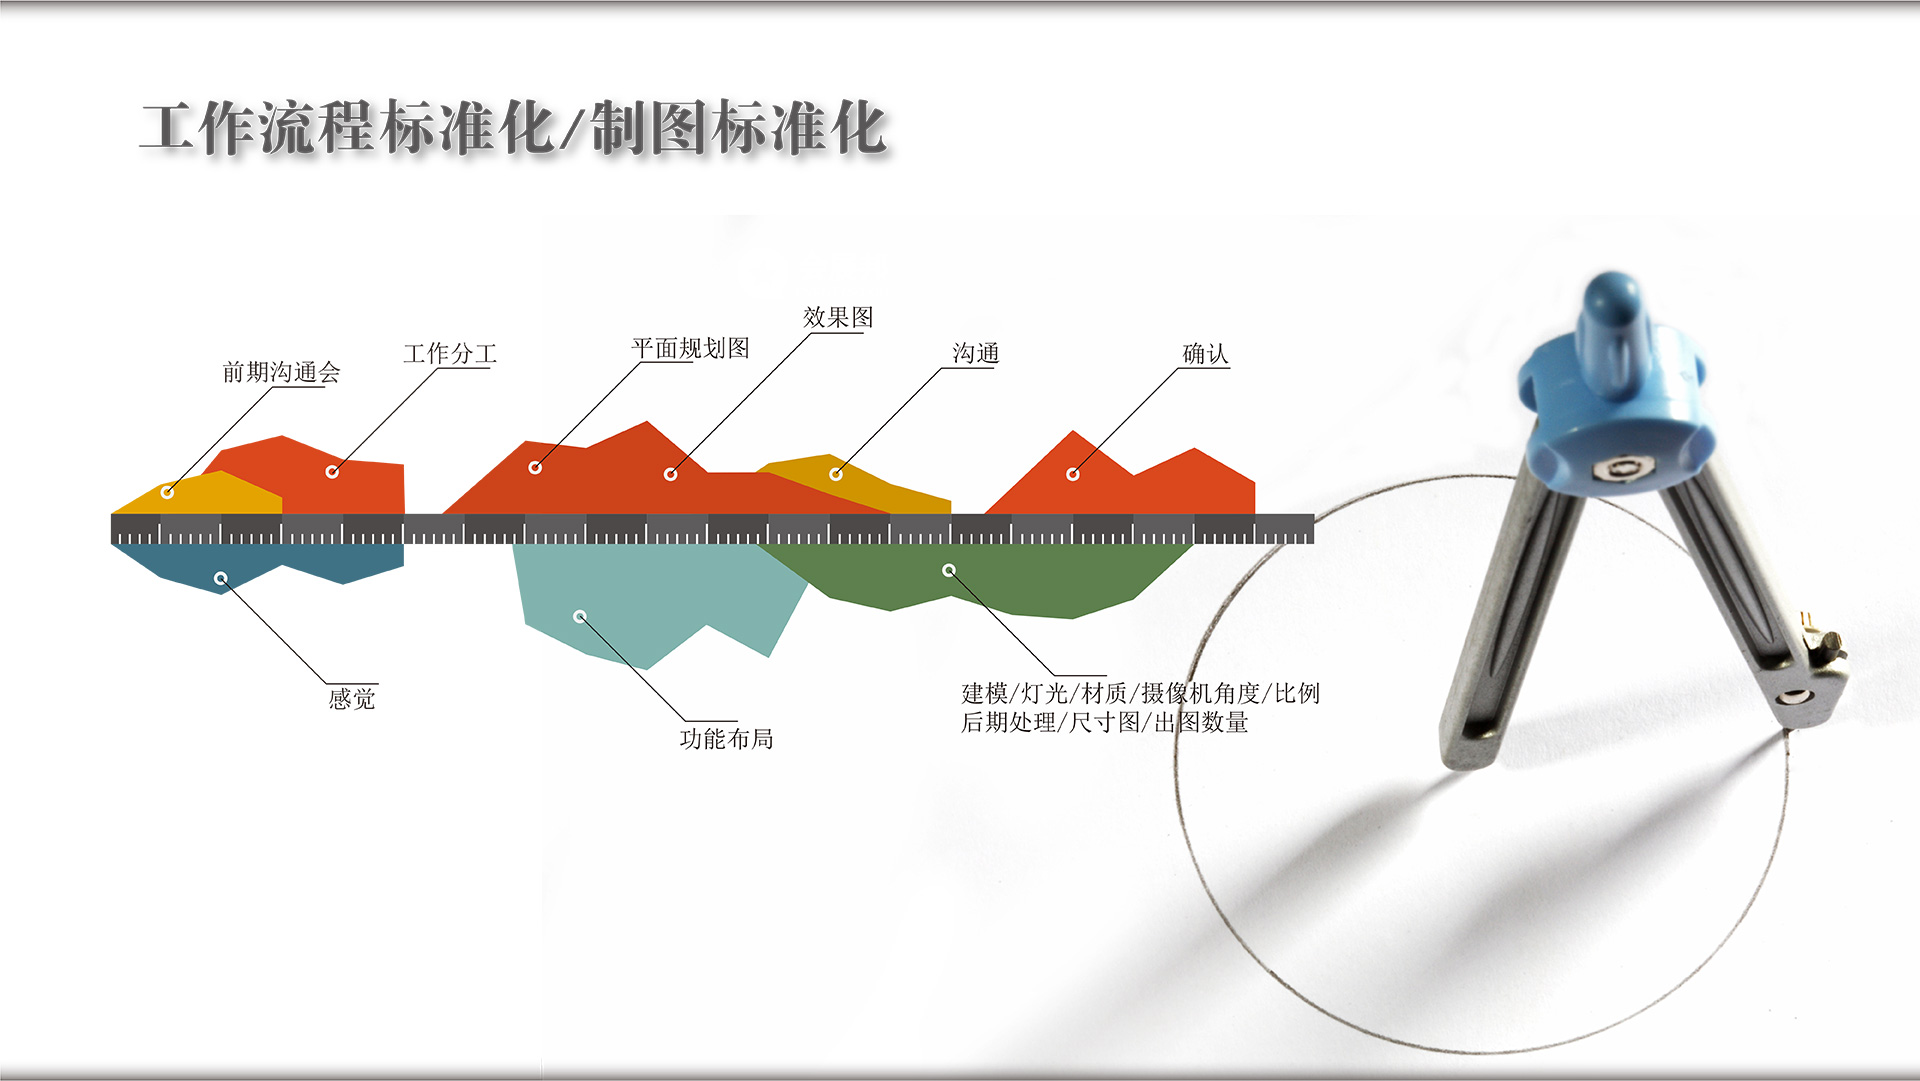 工作流程标准化/制图标准化
前期沟通会
工作分工
平面规划图
效果图
沟通
确认
感觉
功能布局
建模/灯光/材质/摄像机角度/比例
后期处理/尺寸图/出图数量